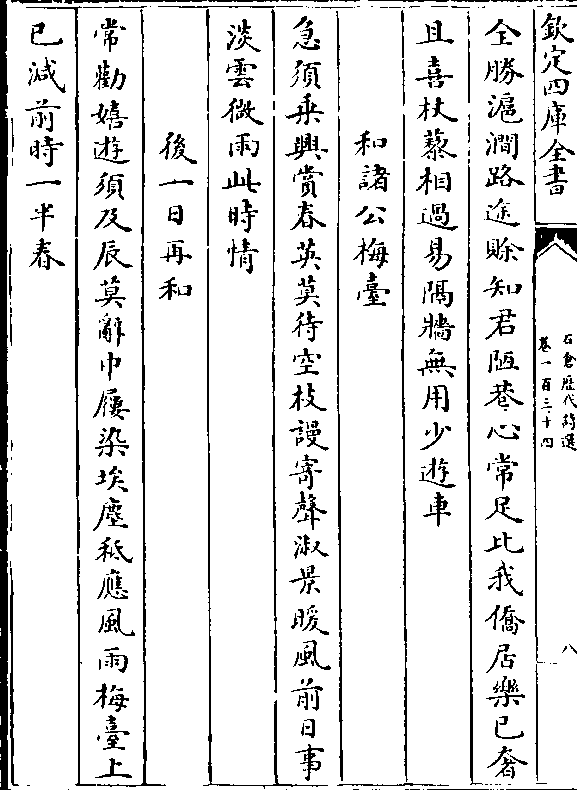 欽定四庫全書
石倉歷代詩選
卷一百三十四
八
全勝滬澗路途賒知君陋巷心常足比我僑居樂已奢
且喜杖藜相過易隔牆無用少遊車
和諸公梅臺
急須乘興賞春英莫待空枝謾寄聲淑景暖風前日事
淡雲微雨此時情
後一日再和
常勸嬉遊須及辰莫辭巾屨染埃塵秪應風雨梅臺上
已減前時一半春